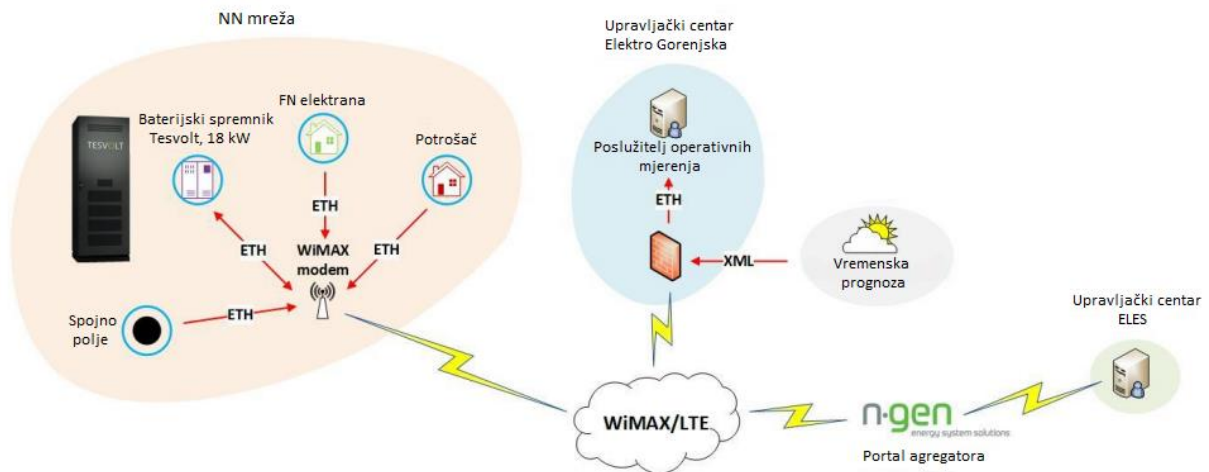 NN mreža
Baterijski spremnik
Tesvolt, 18 kW
FN elektrana
Potrošač
TESVOLT
ETH
ETH
ETH
WiMAX
modem
Spojno
polje
ETH
Upravljački centar
Elektro Gorenjska
Poslužitelj operativnih
mjerenja
ETH
XML
Vremenska
prognoza
Upravljački centar
ELES
WiMAX/LTE
n·gen
energy system solutions
Portal agregatora